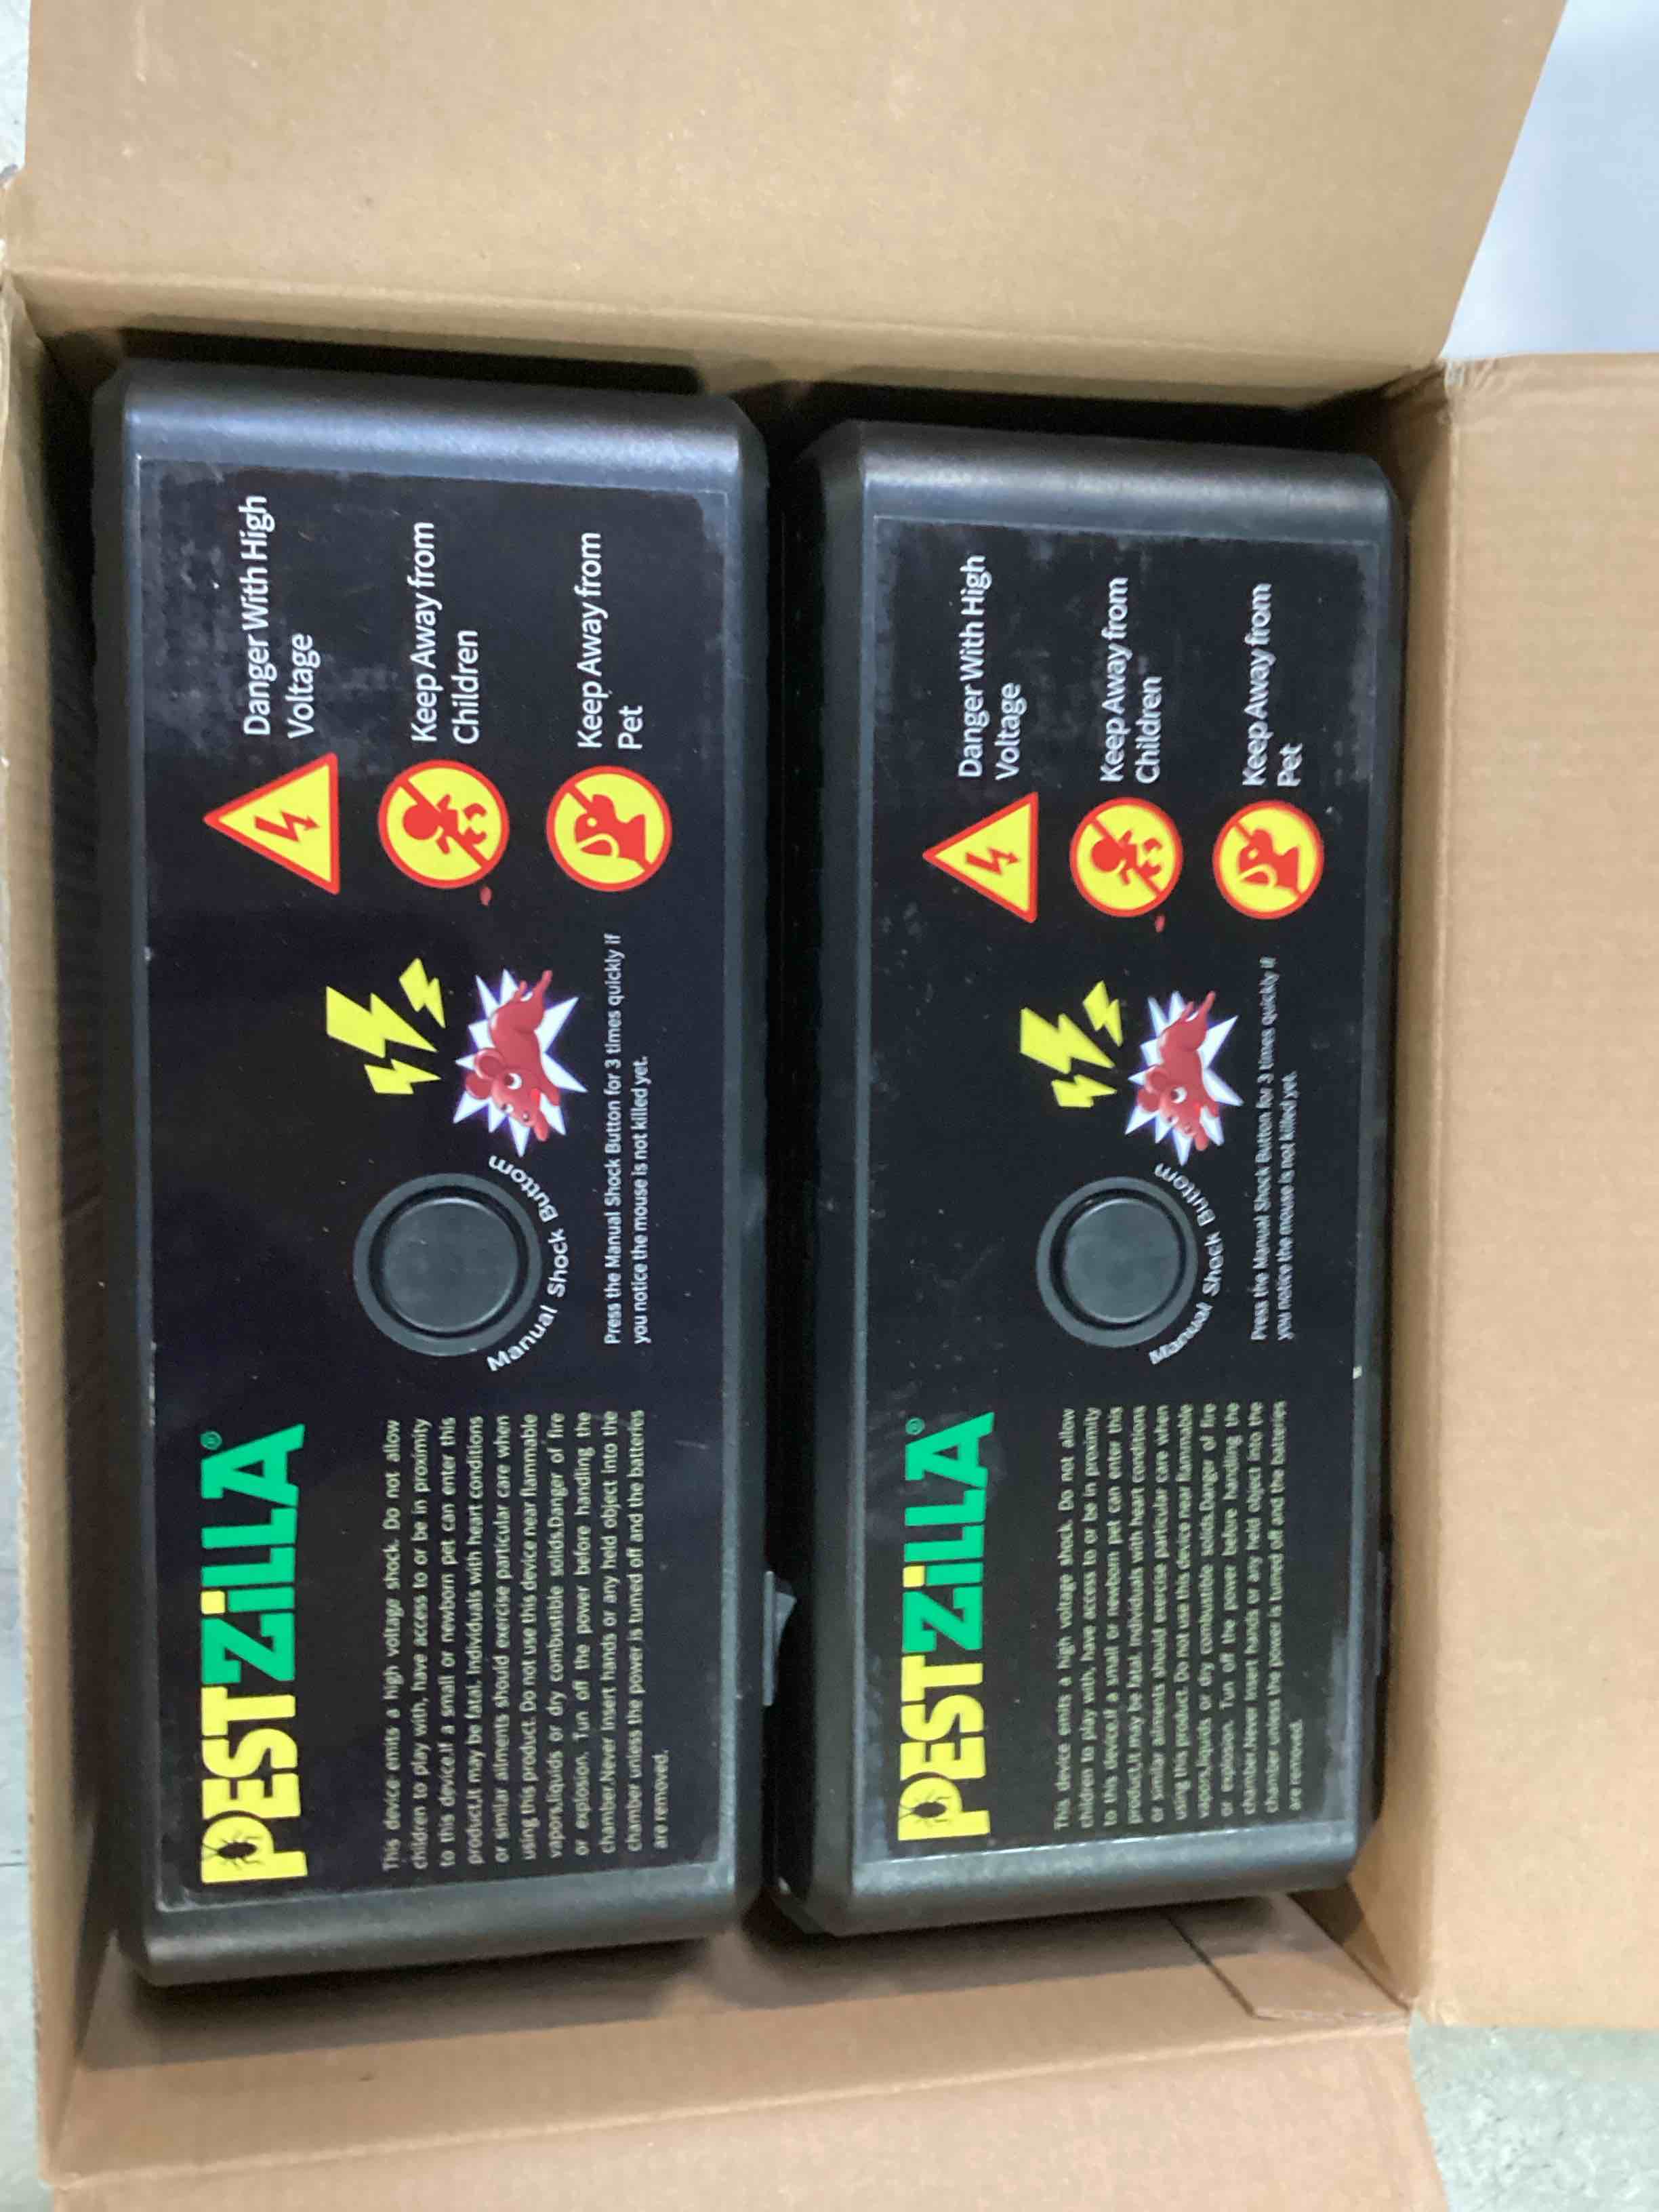 PESTZiLLA®
This device emits a high voltage shock. Do not allow
children to play with, have access to or be in proximity
to this device.if a small or newborn pet can enter this
product,it may be fatal. Individuals with heart conditions
or similar ailments should exercise particular care when
using this product. Do not use this device near flammable
vapors,liquids or dry combustible solids.Danger of fire
or explosion. Tun off the power before handling the
chamber.Never insert hands or any held object into the
chamber unless the power is turned off and the batteries
are removed.
Manual Shock Buttom
Press the Manual Shock Button for 3 times quickly if
you notice the mouse is not killed yet.
Danger With High
Voltage
Keep Away from
Children
Keep Away from
Pet
PESTZiLLA®
This device emits a high voltage shock. Do not allow
children to play with, have access to or be in proximity
to this device.if a small or newborn pet can enter this
product,it may be fatal. Individuals with heart conditions
or similar ailments should exercise particular care when
using this product. Do not use this device near flammable
vapors,liquids or dry combustible solids.Danger of fire
or explosion. Tun off the power before handling the
chamber.Never insert hands or any held object into the
chamber unless the power is turned off and the batteries
are removed.
Manual Shock Buttom
Press the Manual Shock Button for 3 times quickly if
you notice the mouse is not killed yet.
Danger With High
Voltage
Keep Away from
Children
Keep Away from
Pet